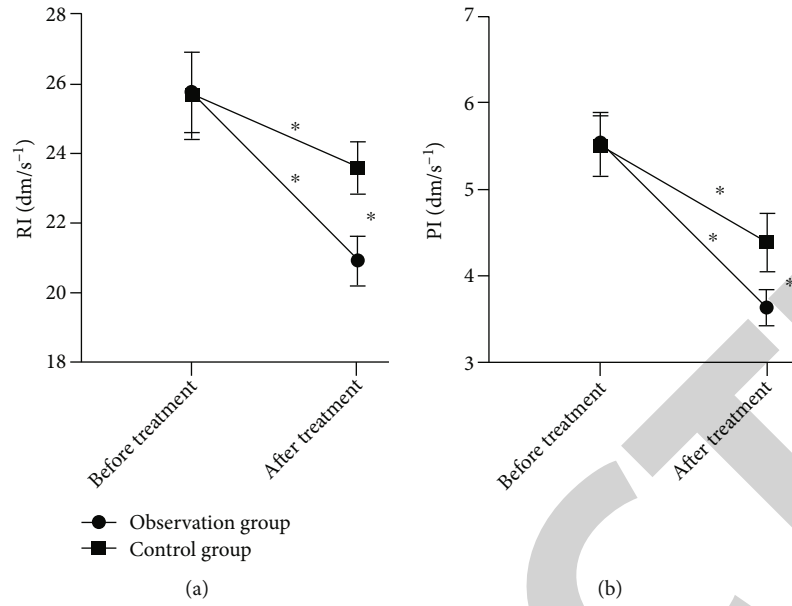 28
26
24
22
20
18
RI (dm/s⁻¹)
*
*
*
Before treatment
After treatment
Observation group
Control group
(a)
7
6
5
4
3
PI (dm/s⁻¹)
*
*
*
Before treatment
After treatment
(b)